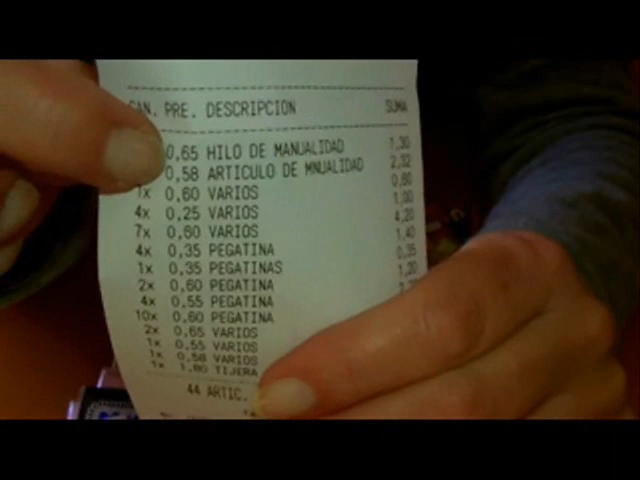 CAN. PRE. DESCRIPCION SUMA
0,65 HILO DE MANUALIDAD 1,30
0,58 ARTICULO DE MNUALIDAD 2,32
1x 0,60 VARIOS 0,60
4x 0,25 VARIOS 1,00
7x 0,60 VARIOS 4,20
4x 0,35 PEGATINA 1,40
1x 0,35 PEGATINAS 0,35
2x 0,60 PEGATINA 1,20
4x 0,55 PEGATINA
10x 0,60 PEGATINA
2x 0,65 VARIOS
1x 0,55 VARIOS
1x 0,58 VARIOS
1x 1,80 TIJERA
44 ARTIC.